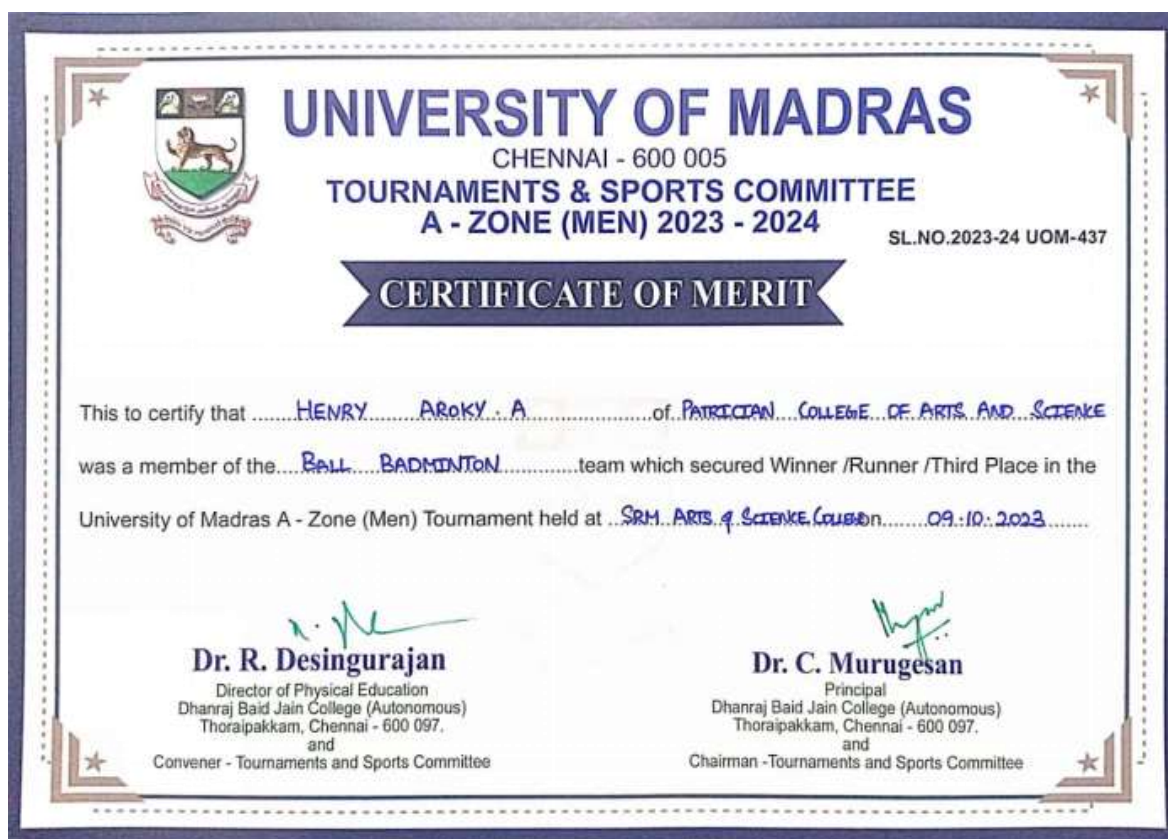 UNIVERSITY OF MADRAS
CHENNAI - 600 005
TOURNAMENTS & SPORTS COMMITTEE
A - ZONE (MEN) 2023 - 2024
SL.NO.2023-24 UOM-437
CERTIFICATE OF MERIT
This to certify that HENRY AROKY . A of PATRICIAN COLLEGE OF ARTS AND SCIENCE
was a member of the BALL BADMINTON team which secured Winner /Runner /Third Place in the
University of Madras A - Zone (Men) Tournament held at SRM ARTS & SCIENCE COLLEGE on 09.10.2023
Dr. R. Desingurajan
Director of Physical Education
Dhanraj Baid Jain College (Autonomous)
Thoraipakkam, Chennai - 600 097.
and
Convener - Tournaments and Sports Committee
Dr. C. Murugesan
Principal
Dhanraj Baid Jain College (Autonomous)
Thoraipakkam, Chennai - 600 097.
and
Chairman -Tournaments and Sports Committee